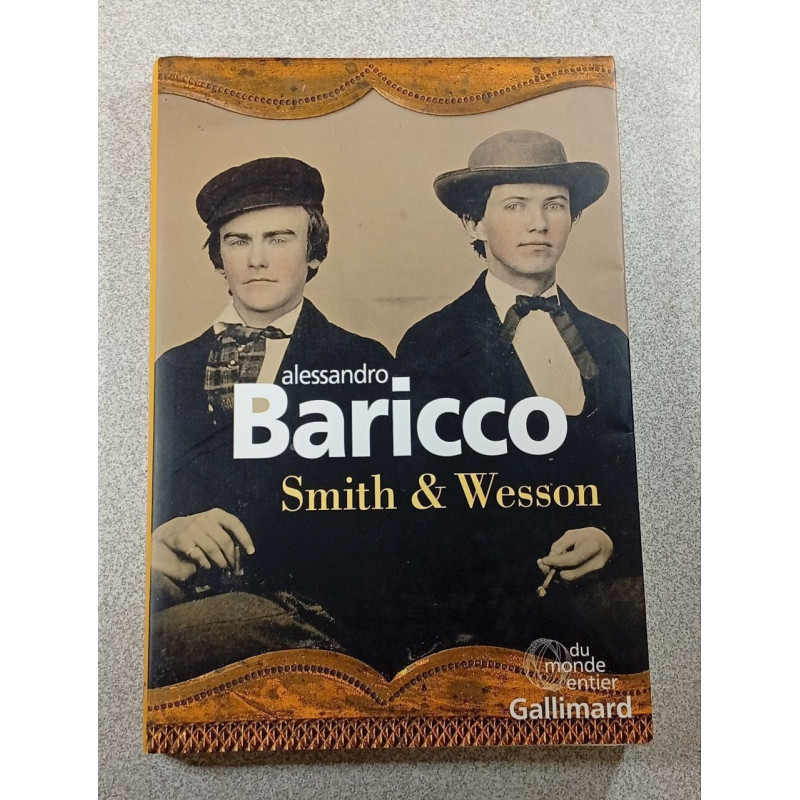 alessandro
Baricco
Smith & Wesson
du
monde
entier
Gallimard